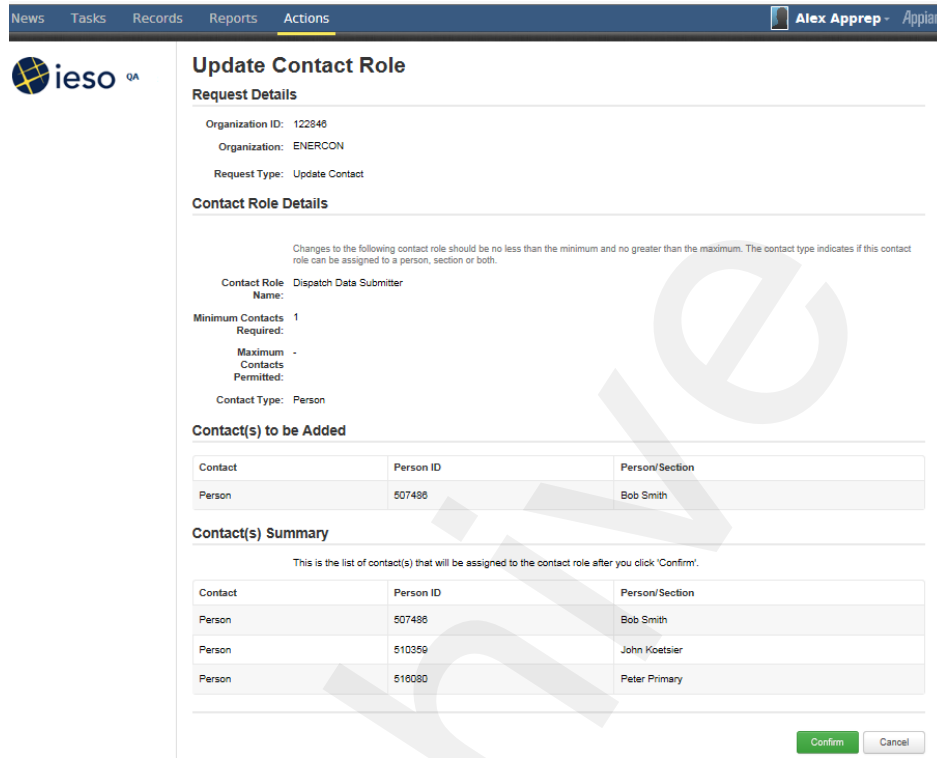 News Tasks Records Reports Actions Alex Apprep Appian
ieso QA
Update Contact Role
Request Details
Organization ID: 122846
Organization: ENERCON
Request Type: Update Contact
Contact Role Details
Changes to the following contact role should be no less than the minimum and no greater than the maximum. The contact type indicates if this contact
role can be assigned to a person, section or both.
Contact Role Dispatch Data Submitter
Name:
Minimum Contacts 1
Required:
Maximum -
Contacts
Permitted:
Contact Type: Person
Contact(s) to be Added
Contact Person ID Person/Section
Person 507486 Bob Smith
Contact(s) Summary
This is the list of contact(s) that will be assigned to the contact role after you click 'Confirm'.
Contact Person ID Person/Section
Person 507486 Bob Smith
Person 510359 John Koetsier
Person 516080 Peter Primary
Confirm Cancel
hive